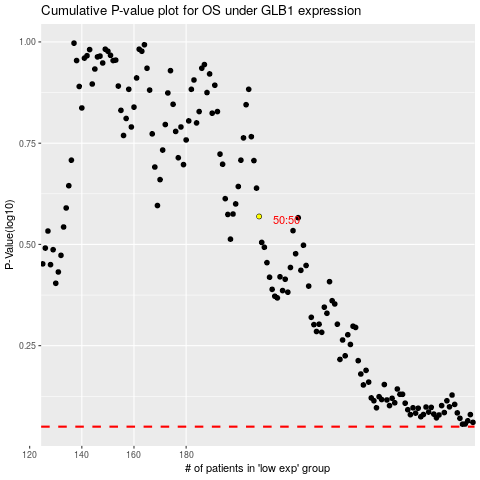 Cumulative P-value plot for OS under GLB1 expression
1.00
0.75
0.50
0.25
P-Value(log10)
50:50
120 140 160 180
# of patients in 'low exp' group